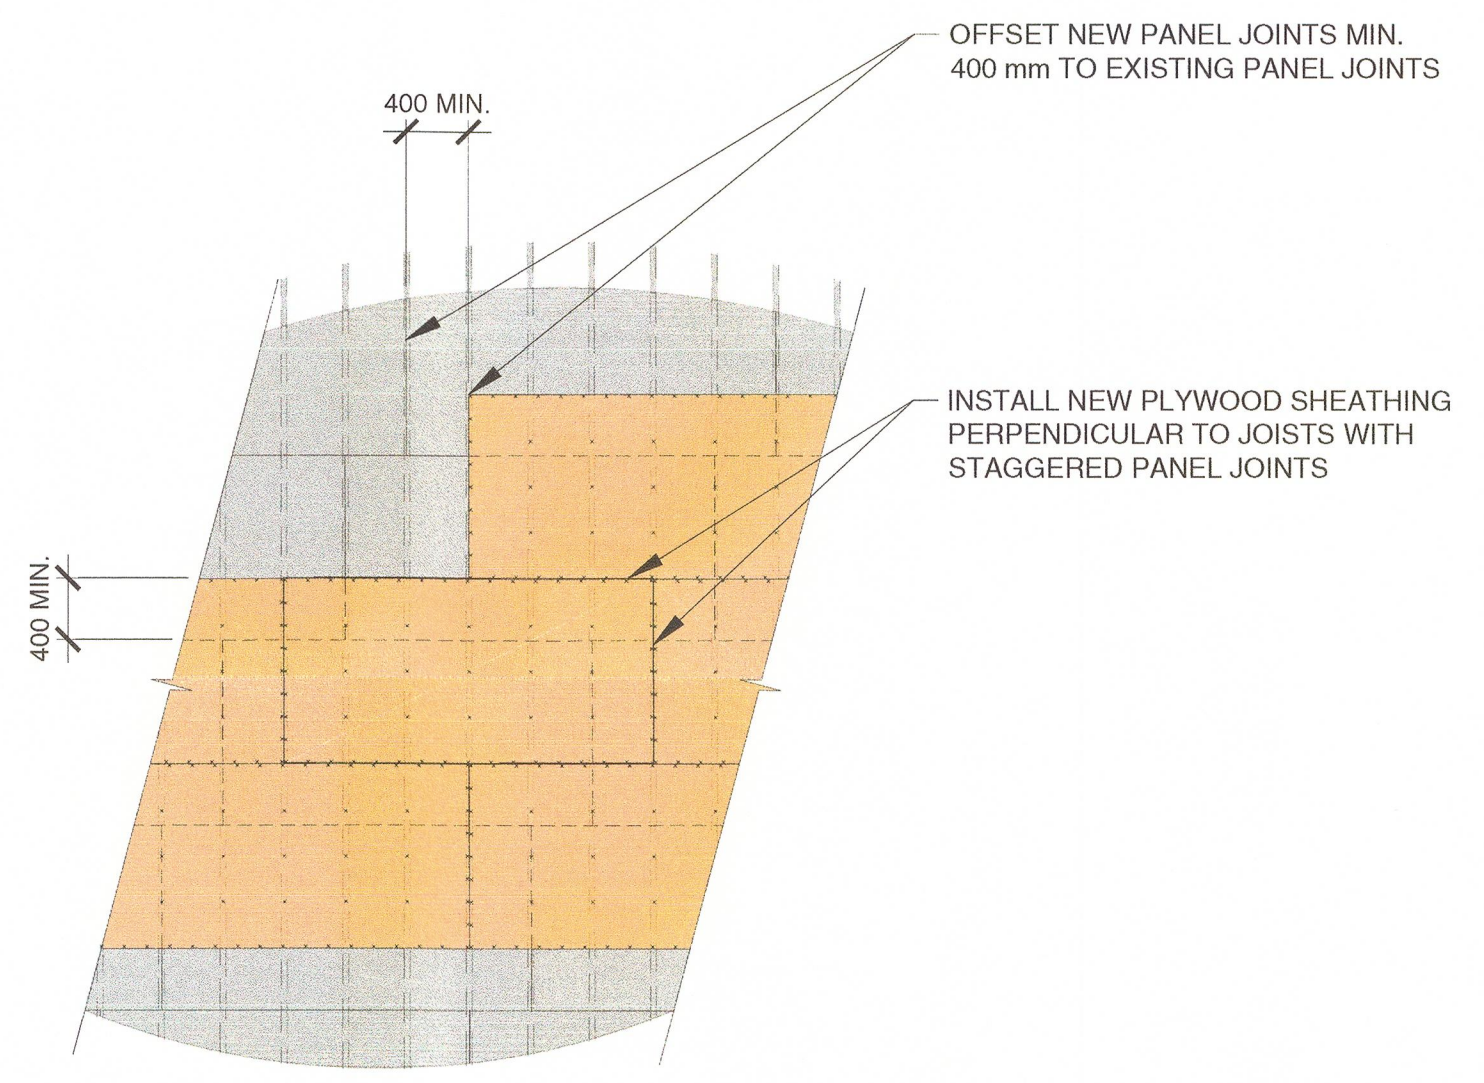 OFFSET NEW PANEL JOINTS MIN.
400 mm TO EXISTING PANEL JOINTS
400 MIN.
INSTALL NEW PLYWOOD SHEATHING
PERPENDICULAR TO JOISTS WITH
STAGGERED PANEL JOINTS
400 MIN.